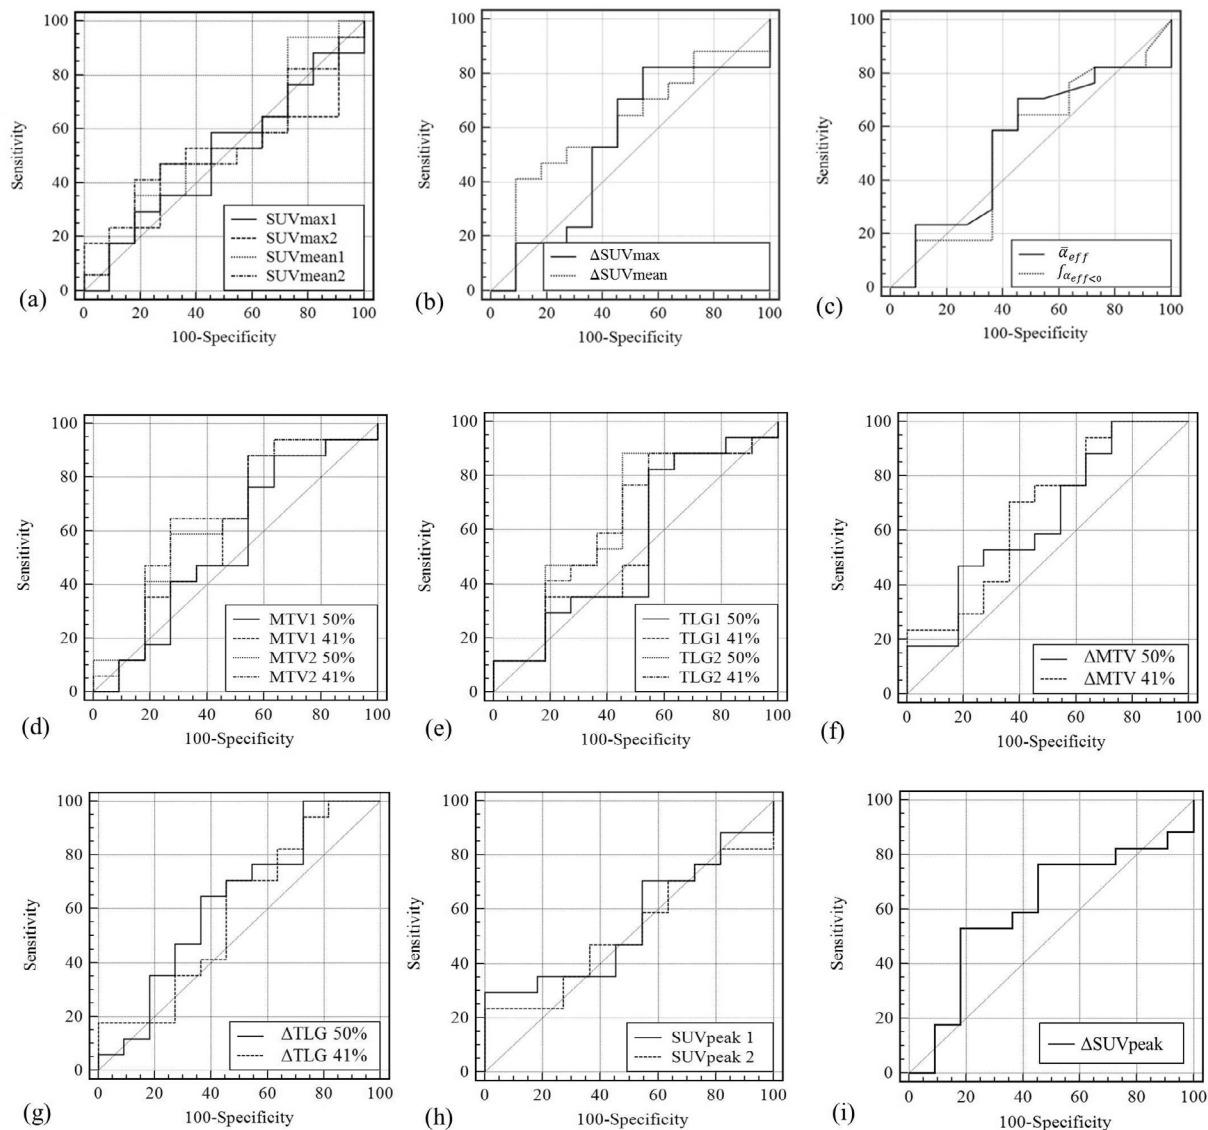 100
80
60
40
20
0
Sensitivity
SUVmax1
SUVmax2
SUVmean1
SUVmean2
0 20 40 60 80 100
100-Specificity
(a)
100
80
60
40
20
0
Sensitivity
ΔSUVmax
ΔSUVmean
0 20 40 60 80 100
100-Specificity
(b)
100
80
60
40
20
0
Sensitivity
ᾱ_eff
∫α_eff<0
0 20 40 60 80 100
100-Specificity
(c)
100
80
60
40
20
0
Sensitivity
MTV1 50%
MTV1 41%
MTV2 50%
MTV2 41%
0 20 40 60 80 100
100-Specificity
(d)
100
80
60
40
20
0
Sensitivity
TLG1 50%
TLG1 41%
TLG2 50%
TLG2 41%
0 20 40 60 80 100
100-Specificity
(e)
100
80
60
40
20
0
Sensitivity
ΔMTV 50%
ΔMTV 41%
0 20 40 60 80 100
100-Specificity
(f)
100
80
60
40
20
0
Sensitivity
ΔTLG 50%
ΔTLG 41%
0 20 40 60 80 100
100-Specificity
(g)
100
80
60
40
20
0
Sensitivity
SUVpeak 1
SUVpeak 2
0 20 40 60 80 100
100-Specificity
(h)
100
80
60
40
20
0
Sensitivity
ΔSUVpeak
0 20 40 60 80 100
100-Specificity
(i)